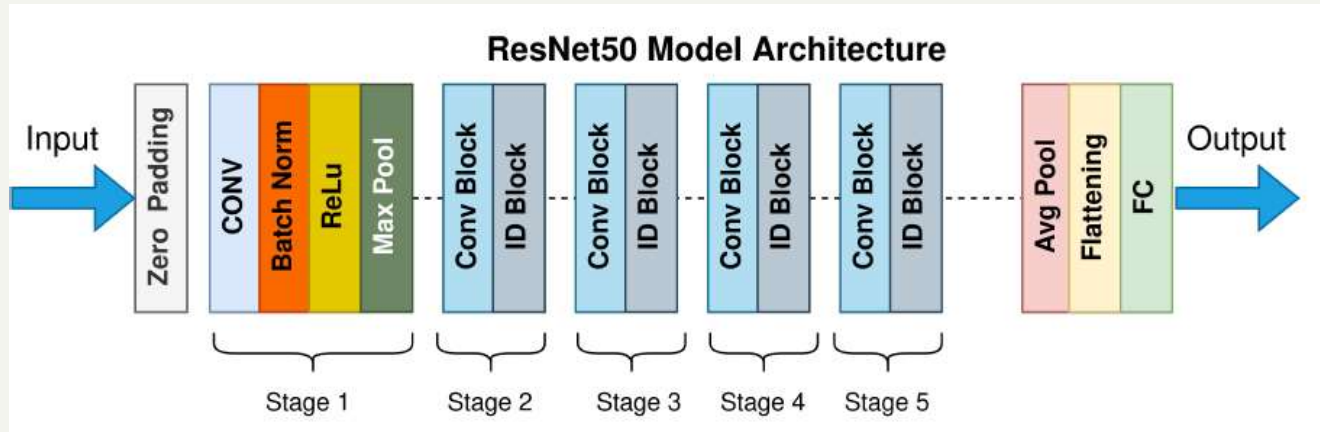 ResNet50 Model Architecture
Input
Zero Padding
CONV
Batch Norm
ReLu
Max Pool
Conv Block
ID Block
Conv Block
ID Block
Conv Block
ID Block
Conv Block
ID Block
Avg Pool
Flattening
FC
Output
Stage 1
Stage 2
Stage 3
Stage 4
Stage 5